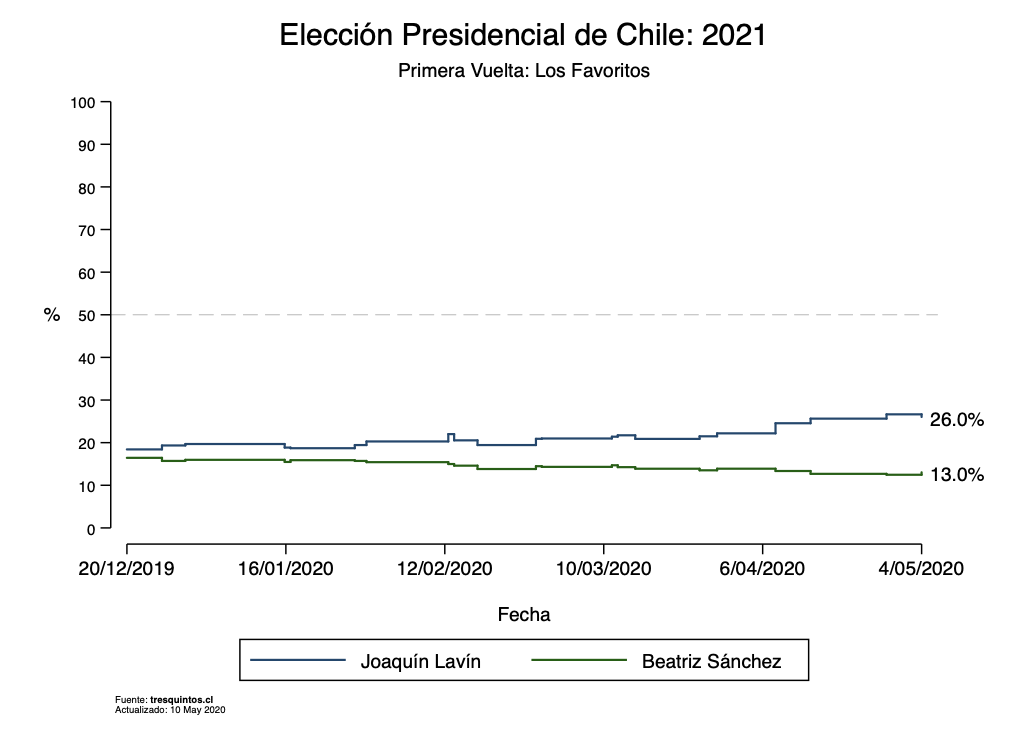 Elección Presidencial de Chile: 2021
Primera Vuelta: Los Favoritos
100
90
80
70
60
% 50
40
30
26.0%
20
13.0%
10
0
20/12/2019 16/01/2020 12/02/2020 10/03/2020 6/04/2020 4/05/2020
Fecha
Joaquín Lavín Beatriz Sánchez
Fuente: tresquintos.cl
Actualizado: 10 May 2020